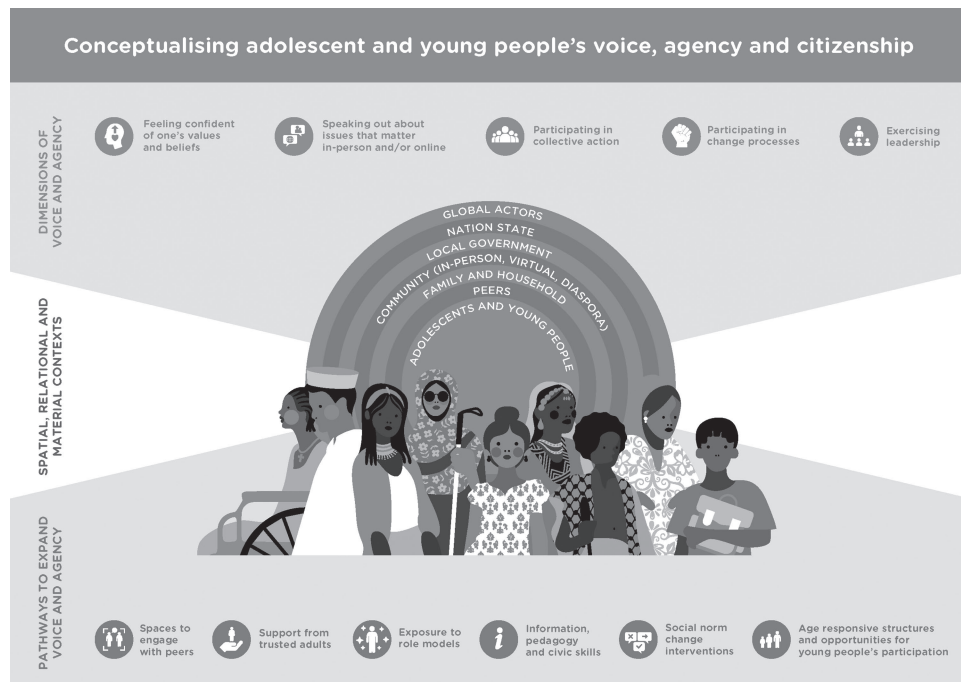 Conceptualising adolescent and young people's voice, agency and citizenship
DIMENSIONS OF
VOICE AND AGENCY
Feeling confident
of one's values
and beliefs
Speaking out about
issues that matter
in-person and/or online
Participating in
collective action
Participating in
change processes
Exercising
leadership
SPATIAL, RELATIONAL AND
MATERIAL CONTEXTS
GLOBAL ACTORS
NATION STATE
LOCAL GOVERNMENT
COMMUNITY (IN-PERSON, VIRTUAL, DIASPORA)
FAMILY AND HOUSEHOLD
PEERS
ADOLESCENTS AND YOUNG PEOPLE
PATHWAYS TO EXPAND
VOICE AND AGENCY
Spaces to
engage
with peers
Support from
trusted adults
Exposure to
role models
Information,
pedagogy
and civic skills
Social norm
change
interventions
Age responsive structures
and opportunities for
young people's participation